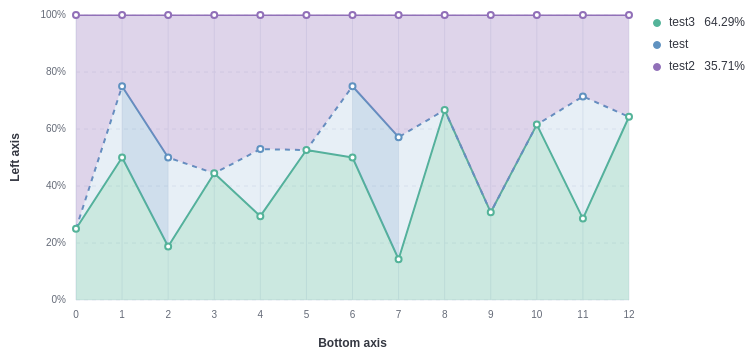 100%
80%
60%
40%
20%
0%
Left axis
0 1 2 3 4 5 6 7 8 9 10 11 12
Bottom axis
test3 64.29%
test
test2 35.71%